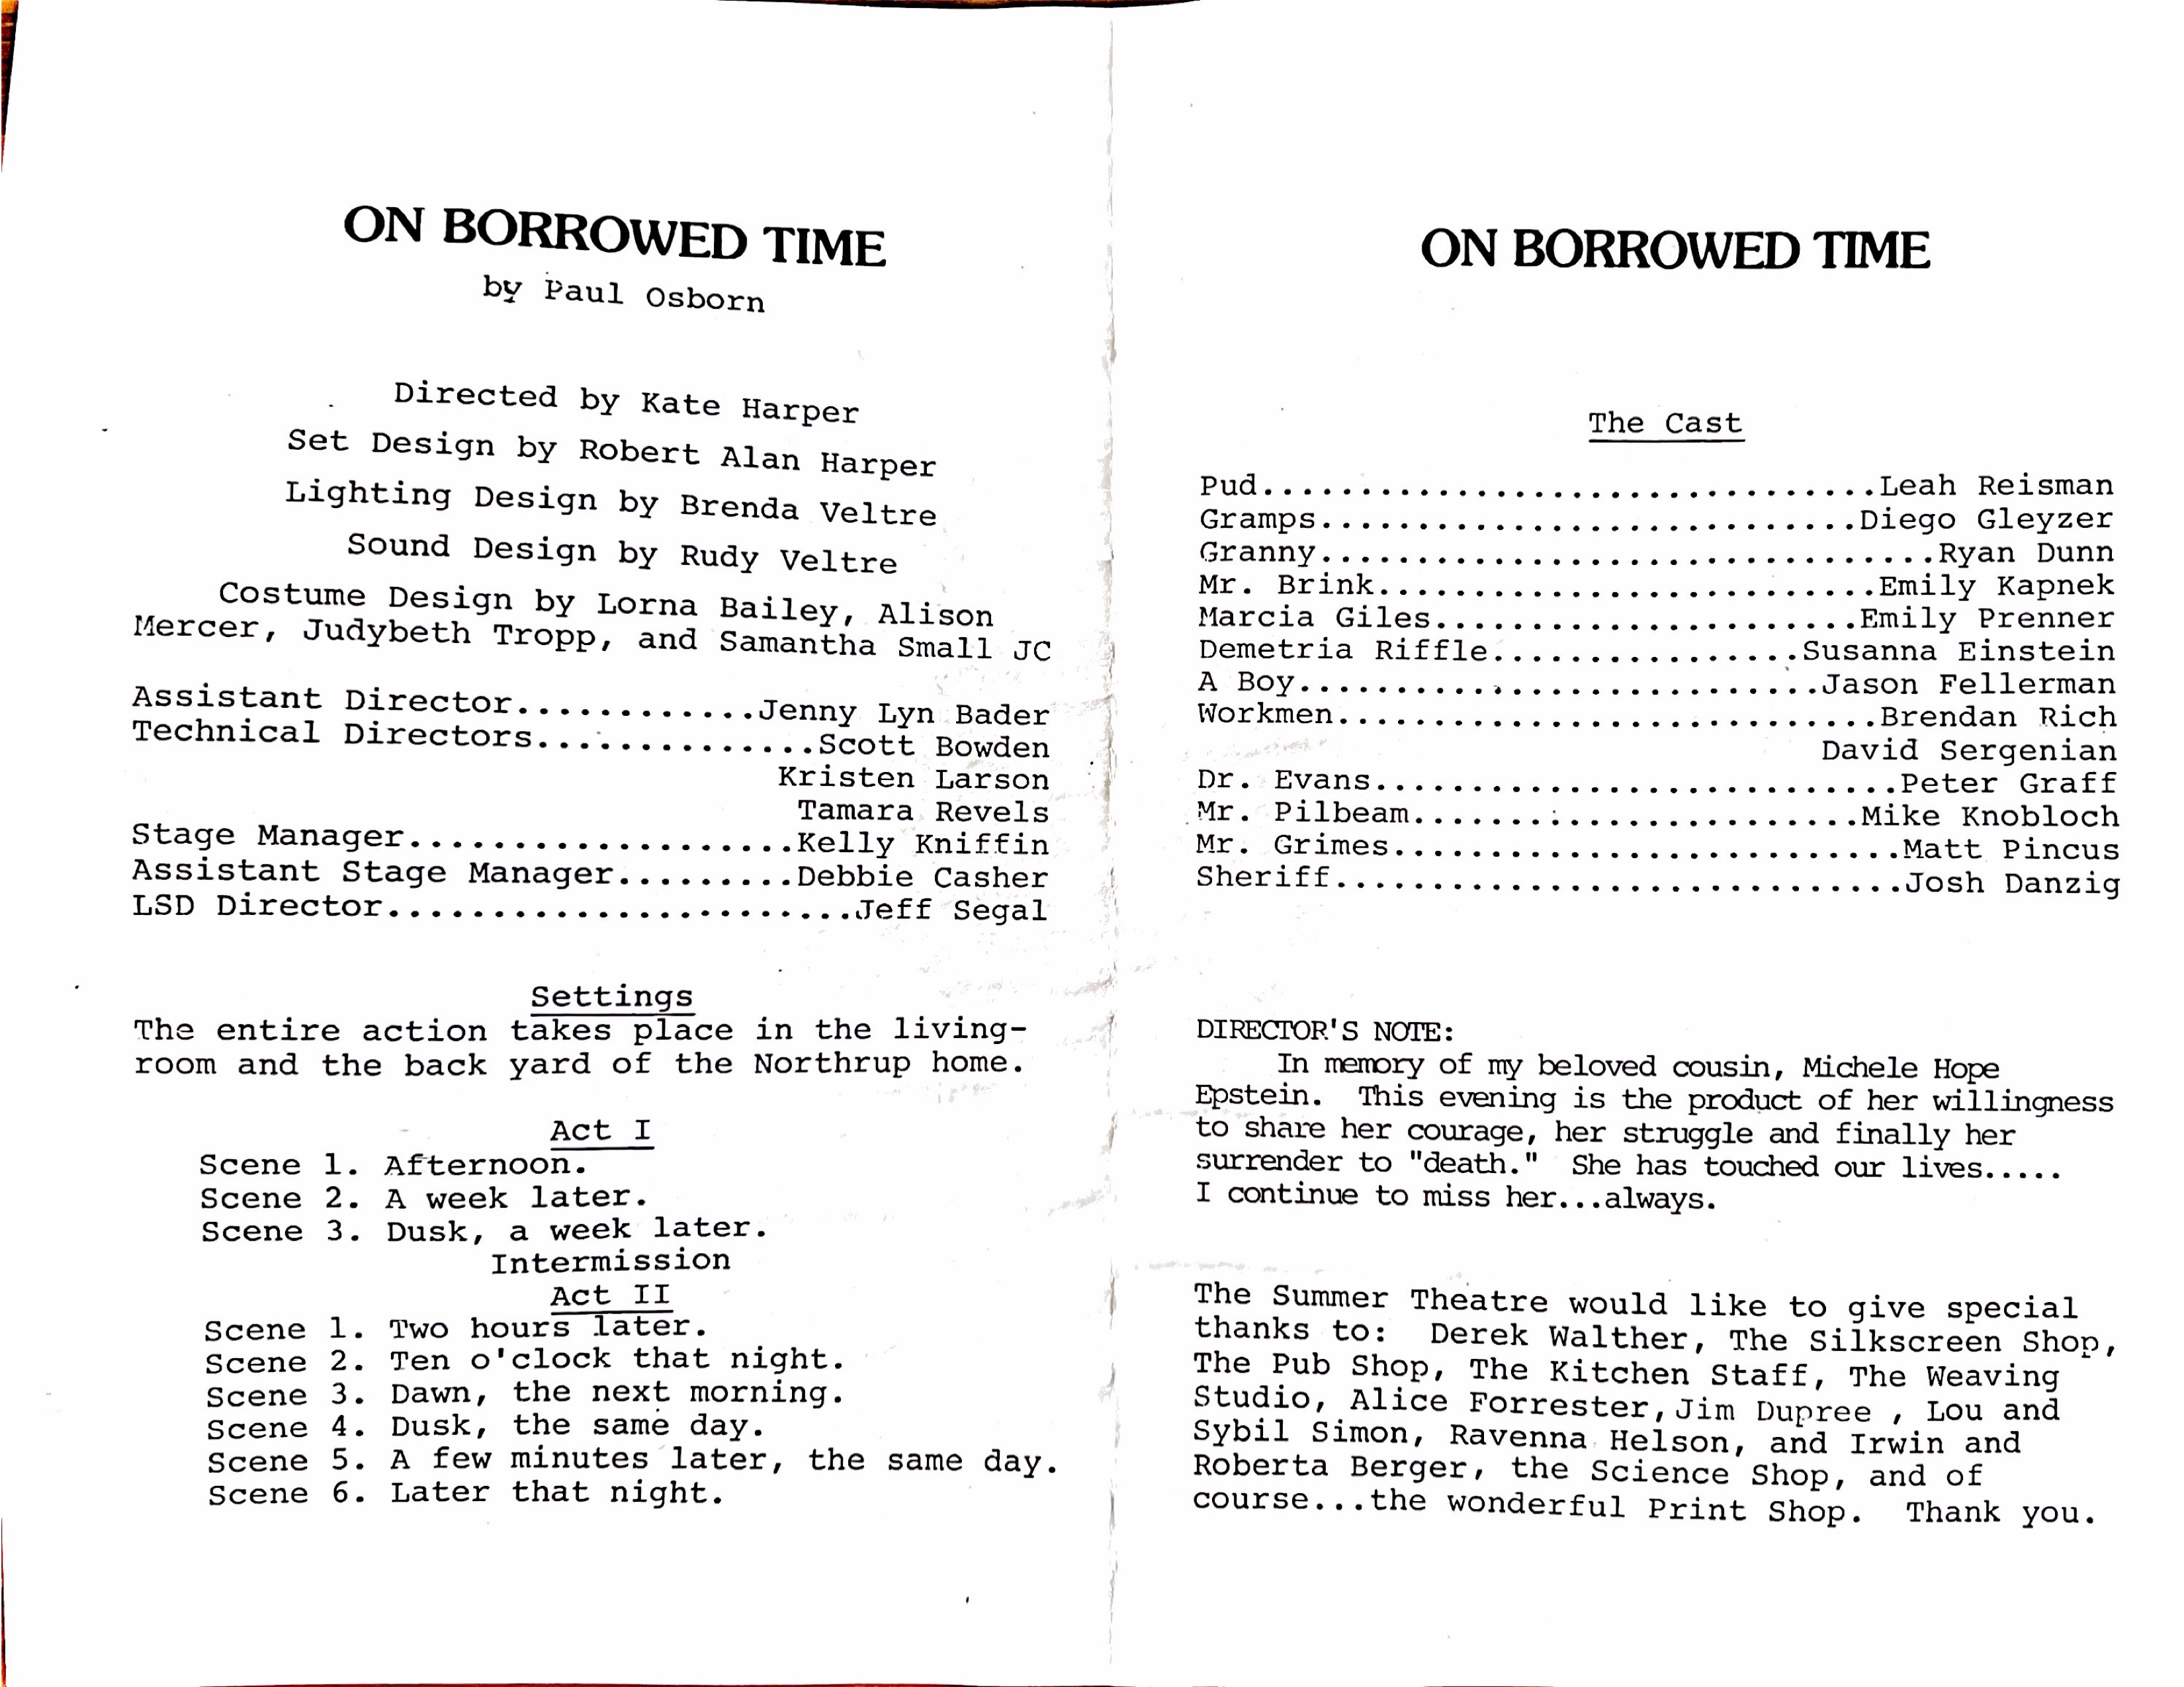 ON BORROWED TIME
by Paul Osborn
Directed by Kate Harper
Set Design by Robert Alan Harper
Lighting Design by Brenda Veltre
Sound Design by Rudy Veltre
Costume Design by Lorna Bailey, Alison
Mercer, Judybeth Tropp, and Samantha Small JC
Assistant Director............Jenny Lyn Bader
Technical Directors..............Scott Bowden
Kristen Larson
Tamara Revels
Stage Manager...................Kelly Kniffin
Assistant Stage Manager.........Debbie Casher
LSD Director.......................Jeff Segal
Settings
The entire action takes place in the living-
room and the back yard of the Northrup home.
Act I
Scene 1. Afternoon.
Scene 2. A week later.
Scene 3. Dusk, a week later.
Intermission
Act II
Scene 1. Two hours later.
Scene 2. Ten o'clock that night.
Scene 3. Dawn, the next morning.
Scene 4. Dusk, the same day.
Scene 5. A few minutes later, the same day.
Scene 6. Later that night.
ON BORROWED TIME
The Cast
Pud................................Leah Reisman
Gramps............................Diego Gleyzer
Granny................................Ryan Dunn
Mr. Brink..........................Emily Kapnek
Marcia Giles......................Emily Prenner
Demetria Riffle................Susanna Einstein
A Boy...........................Jason Fellerman
Workmen............................Brendan Rich
David Sergenian
Dr. Evans...........................Peter Graff
Mr. Pilbeam.......................Mike Knobloch
Mr. Grimes..........................Matt Pincus
Sheriff.............................Josh Danzig
DIRECTOR'S NOTE:
In memory of my beloved cousin, Michele Hope
Epstein. This evening is the product of her willingness
to share her courage, her struggle and finally her
surrender to "death." She has touched our lives.....
I continue to miss her...always.
The Summer Theatre would like to give special
thanks to: Derek Walther, The Silkscreen Shop,
The Pub Shop, The Kitchen Staff, The Weaving
Studio, Alice Forrester, Jim Dupree , Lou and
Sybil Simon, Ravenna Helson, and Irwin and
Roberta Berger, the Science Shop, and of
course...the wonderful Print Shop. Thank you.